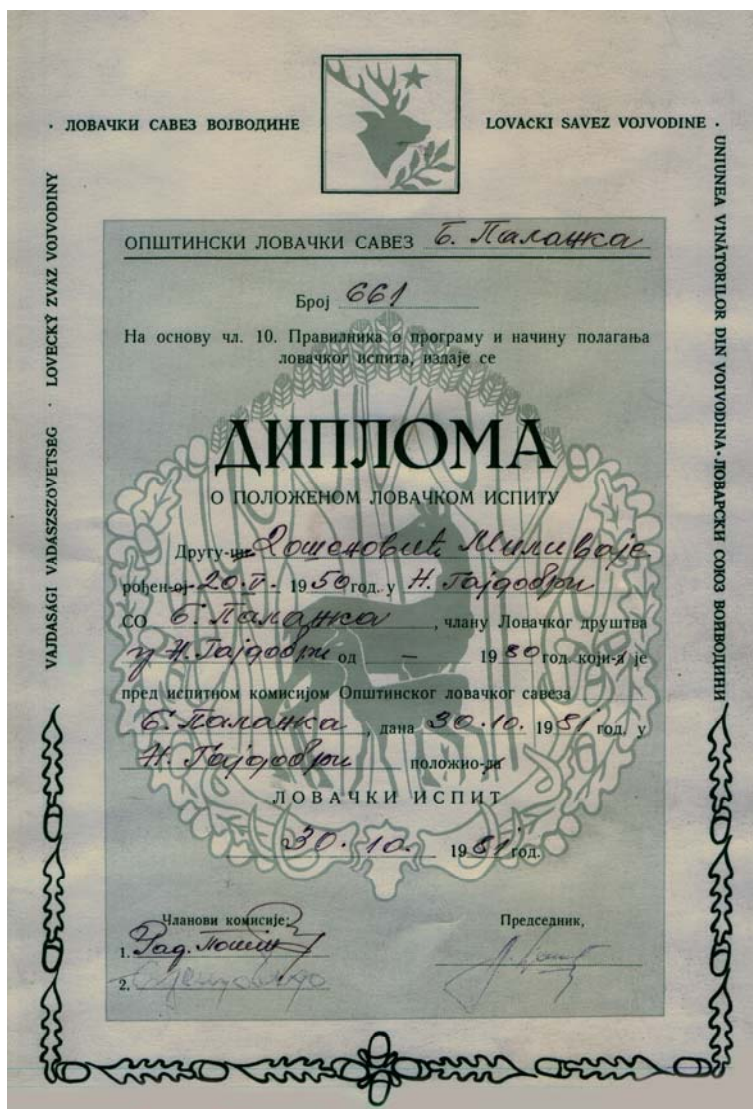 · ЛОВАЧКИ САВЕЗ ВОЈВОДИНЕ
LOVAČKI SAVEZ VOJVODINE ·
VAJDASÁGI VADASZSZÖVETSÉG · LOVECKÝ ZVÄZ VOJVODINY
UNIUNEA VINĂTORILOR DIN VOIVODINA · ЛОВАРСКИ СОЮЗ ВОЙВОДИНИ
ОПШТИНСКИ ЛОВАЧКИ САВЕЗ Б. Паланка
Број 661
На основу чл. 10. Правилника о програму и начину полагања
ловачког испита, издаје се
ДИПЛОМА
О ПОЛОЖЕНОМ ЛОВАЧКОМ ИСПИТУ
Другу-ци Дошеновић Миливоје
рођен-ој 20.V. 1950 год. у Н. Гајдобри
СО Б. Паланка, члану Ловачког друштва
у Н. Гајдобри од – 1980 год. који-а је
пред испитном комисијом Општинског ловачког савеза
Б. Паланка, дана 30.10. 1981 год. у
Н. Гајдобри положио-ла
ЛОВАЧКИ ИСПИТ
30.10. 1981 год.
Чланови комисије:
Председник,
1. Рад.
2.